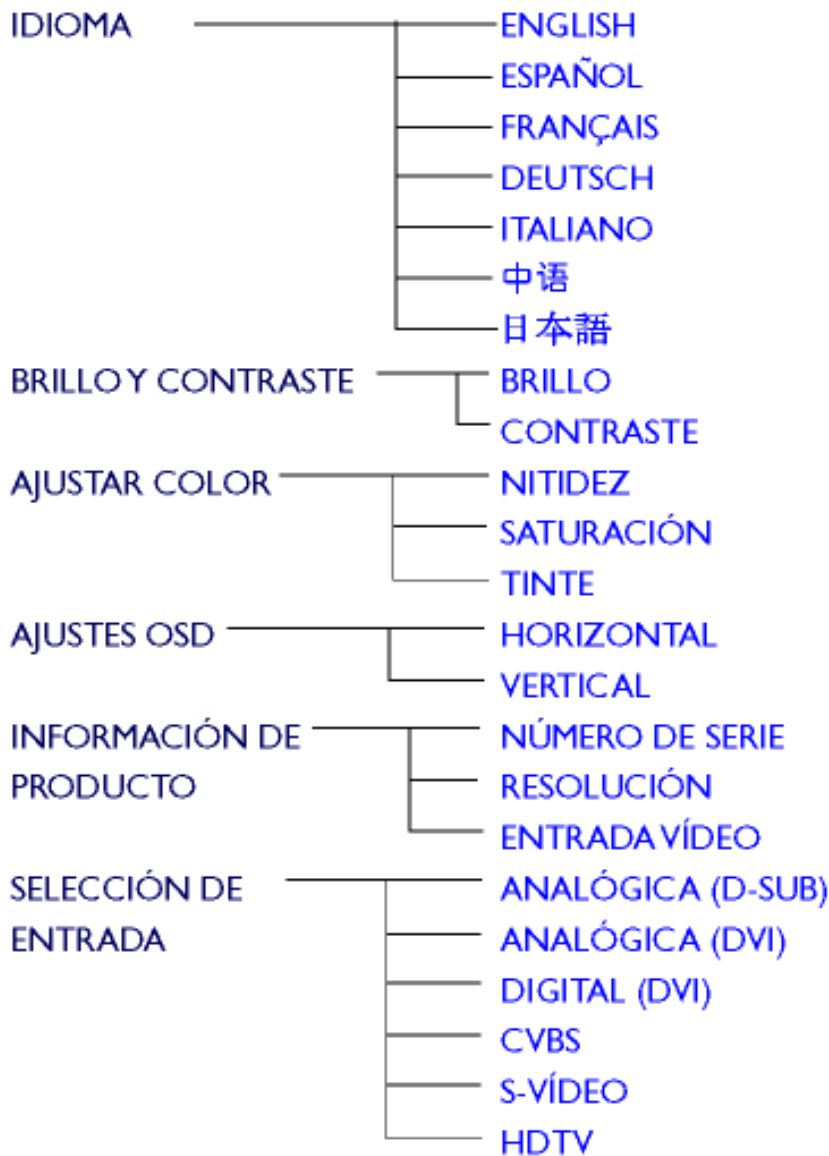 IDIOMA ENGLISH
ESPAÑOL
FRANÇAIS
DEUTSCH
ITALIANO
中语
日本語
BRILLO Y CONTRASTE BRILLO
CONTRASTE
AJUSTAR COLOR NITIDEZ
SATURACIÓN
TINTE
AJUSTES OSD HORIZONTAL
VERTICAL
INFORMACIÓN DE NÚMERO DE SERIE
PRODUCTO RESOLUCIÓN
ENTRADA VÍDEO
SELECCIÓN DE ANALÓGICA (D-SUB)
ENTRADA ANALÓGICA (DVI)
DIGITAL (DVI)
CVBS
S-VÍDEO
HDTV